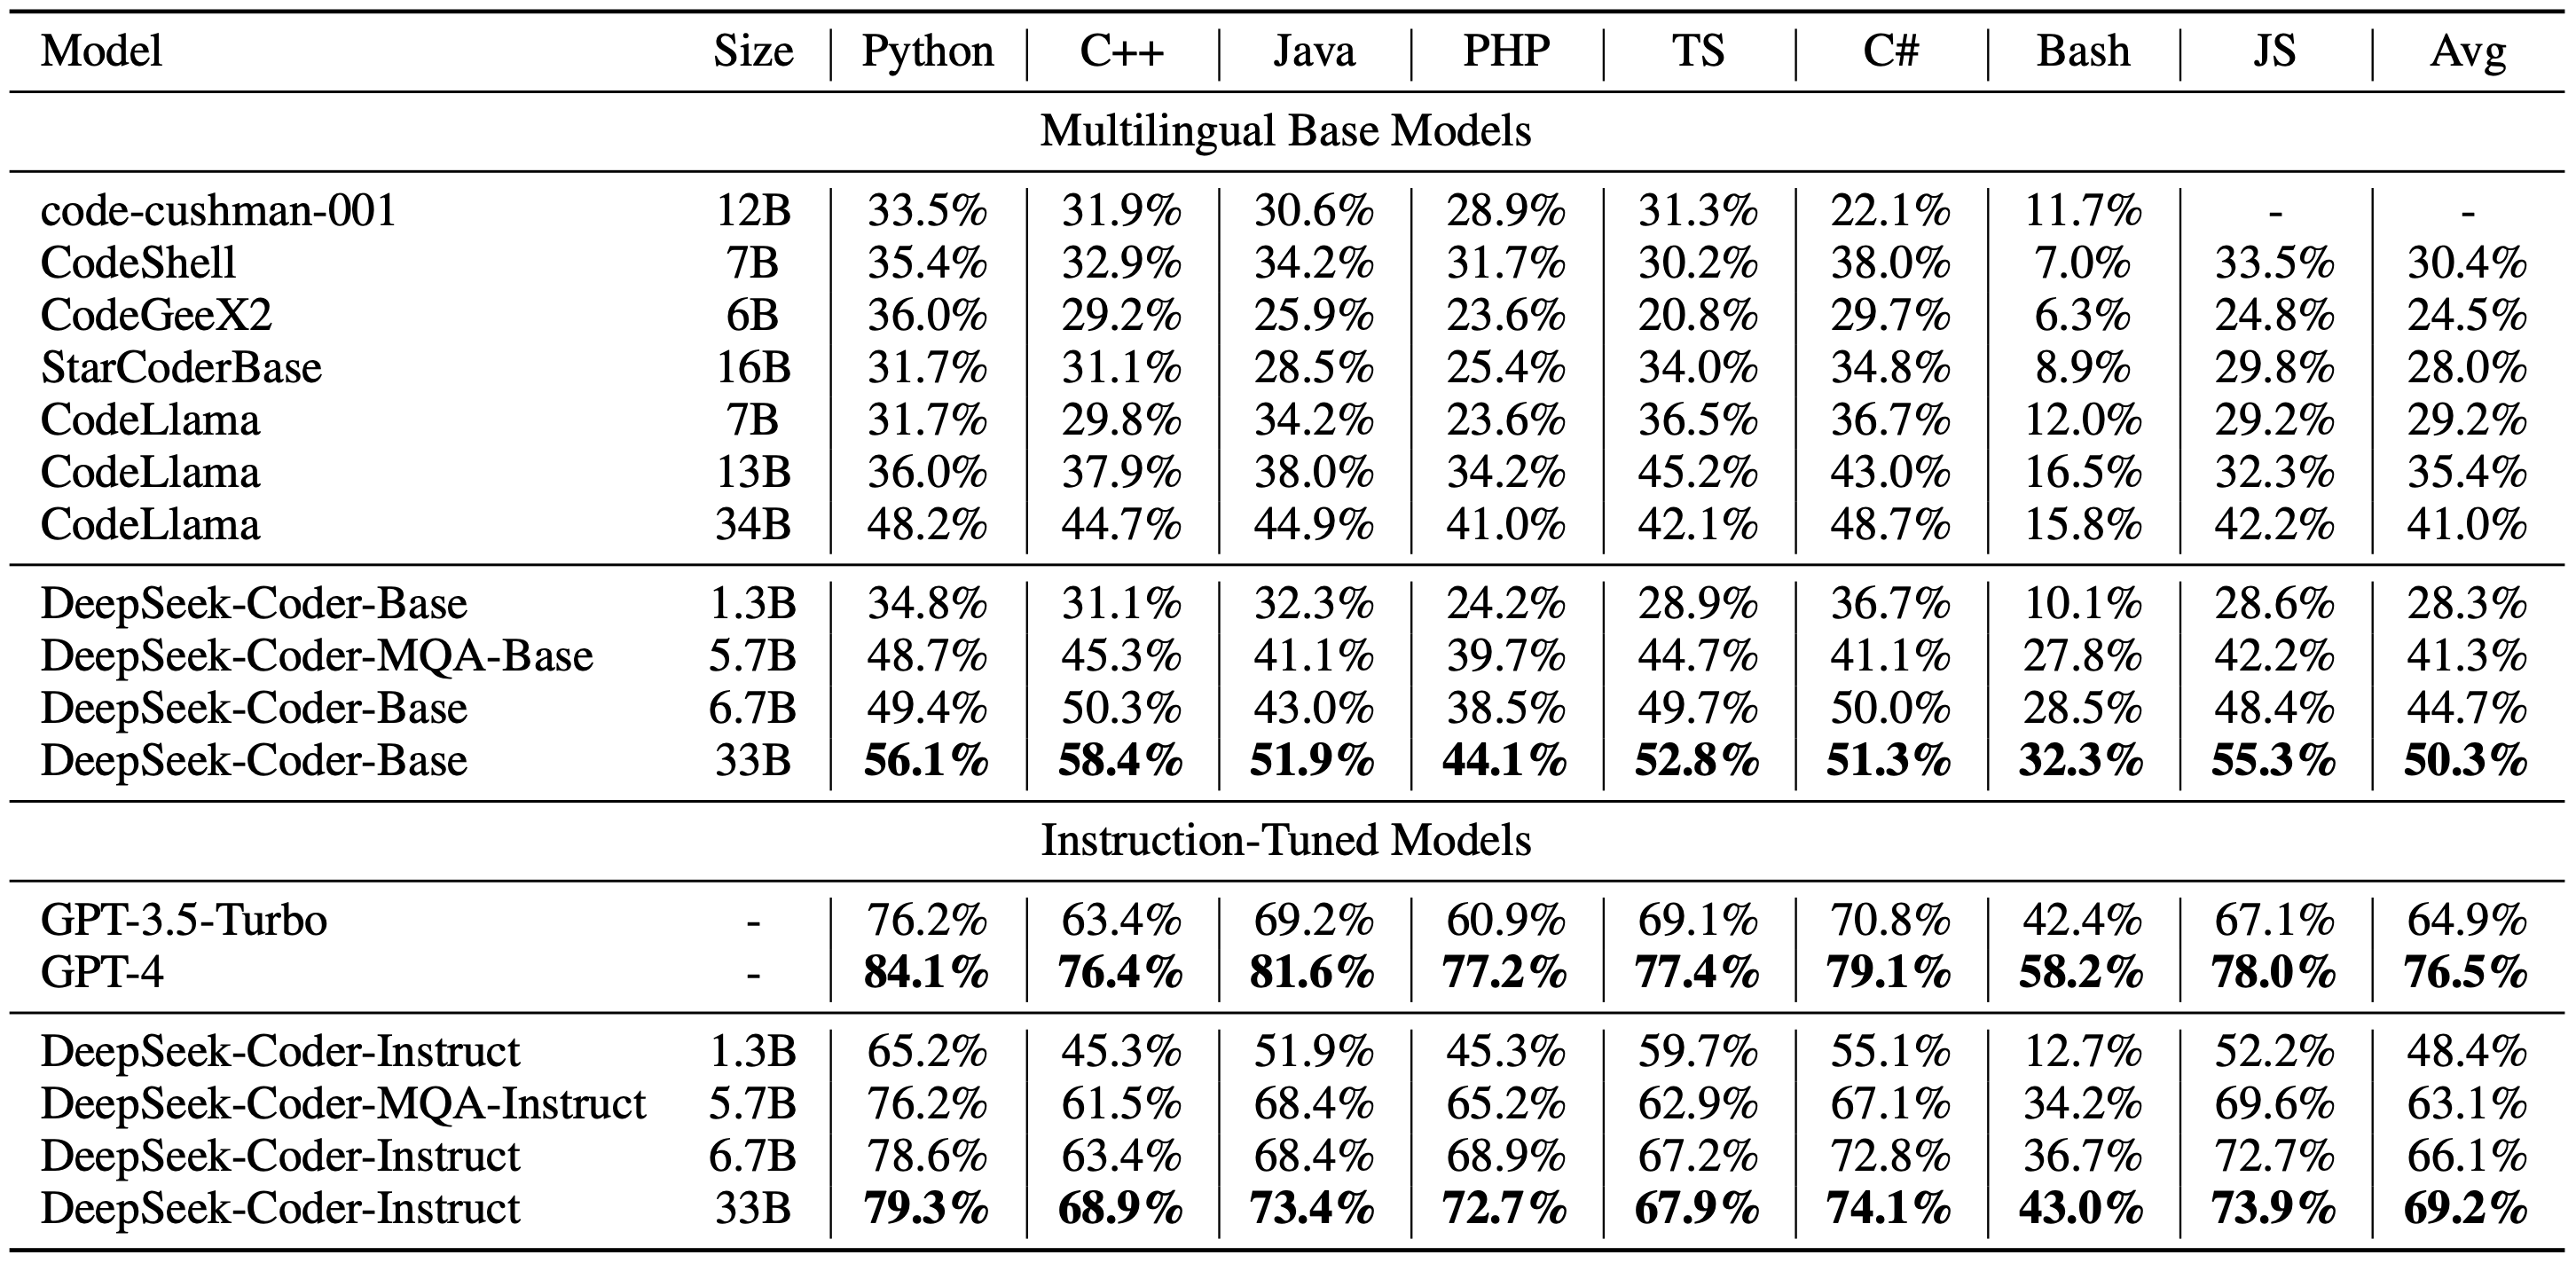 Model Size Python C++ Java PHP TS C# Bash JS Avg
Multilingual Base Models
code-cushman-001 12B 33.5% 31.9% 30.6% 28.9% 31.3% 22.1% 11.7% - -
CodeShell 7B 35.4% 32.9% 34.2% 31.7% 30.2% 38.0% 7.0% 33.5% 30.4%
CodeGeeX2 6B 36.0% 29.2% 25.9% 23.6% 20.8% 29.7% 6.3% 24.8% 24.5%
StarCoderBase 16B 31.7% 31.1% 28.5% 25.4% 34.0% 34.8% 8.9% 29.8% 28.0%
CodeLlama 7B 31.7% 29.8% 34.2% 23.6% 36.5% 36.7% 12.0% 29.2% 29.2%
CodeLlama 13B 36.0% 37.9% 38.0% 34.2% 45.2% 43.0% 16.5% 32.3% 35.4%
CodeLlama 34B 48.2% 44.7% 44.9% 41.0% 42.1% 48.7% 15.8% 42.2% 41.0%
DeepSeek-Coder-Base 1.3B 34.8% 31.1% 32.3% 24.2% 28.9% 36.7% 10.1% 28.6% 28.3%
DeepSeek-Coder-MQA-Base 5.7B 48.7% 45.3% 41.1% 39.7% 44.7% 41.1% 27.8% 42.2% 41.3%
DeepSeek-Coder-Base 6.7B 49.4% 50.3% 43.0% 38.5% 49.7% 50.0% 28.5% 48.4% 44.7%
DeepSeek-Coder-Base 33B 56.1% 58.4% 51.9% 44.1% 52.8% 51.3% 32.3% 55.3% 50.3%
Instruction-Tuned Models
GPT-3.5-Turbo - 76.2% 63.4% 69.2% 60.9% 69.1% 70.8% 42.4% 67.1% 64.9%
GPT-4 - 84.1% 76.4% 81.6% 77.2% 77.4% 79.1% 58.2% 78.0% 76.5%
DeepSeek-Coder-Instruct 1.3B 65.2% 45.3% 51.9% 45.3% 59.7% 55.1% 12.7% 52.2% 48.4%
DeepSeek-Coder-MQA-Instruct 5.7B 76.2% 61.5% 68.4% 65.2% 62.9% 67.1% 34.2% 69.6% 63.1%
DeepSeek-Coder-Instruct 6.7B 78.6% 63.4% 68.4% 68.9% 67.2% 72.8% 36.7% 72.7% 66.1%
DeepSeek-Coder-Instruct 33B 79.3% 68.9% 73.4% 72.7% 67.9% 74.1% 43.0% 73.9% 69.2%